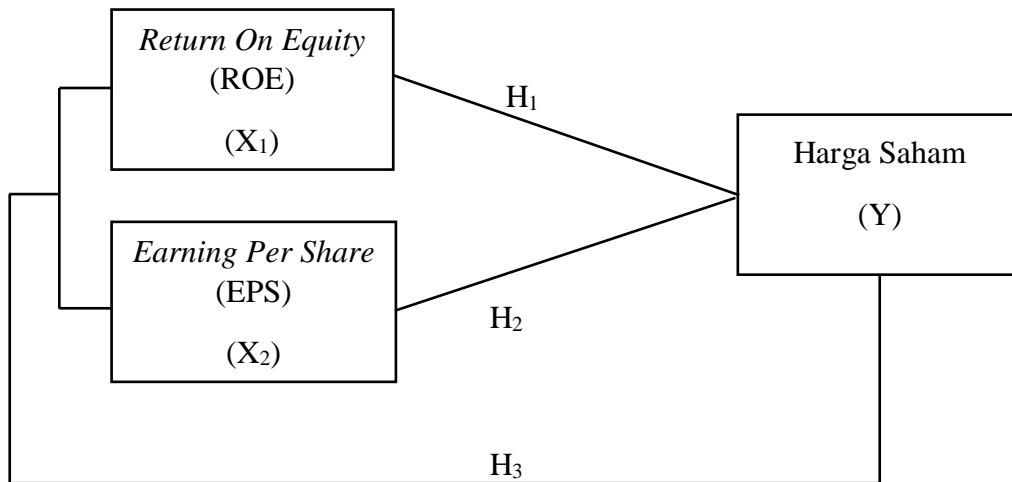 Return On Equity
(ROE)
(X₁)
H₁
Harga Saham
(Y)
Earning Per Share
(EPS)
(X₂)
H₂
H₃